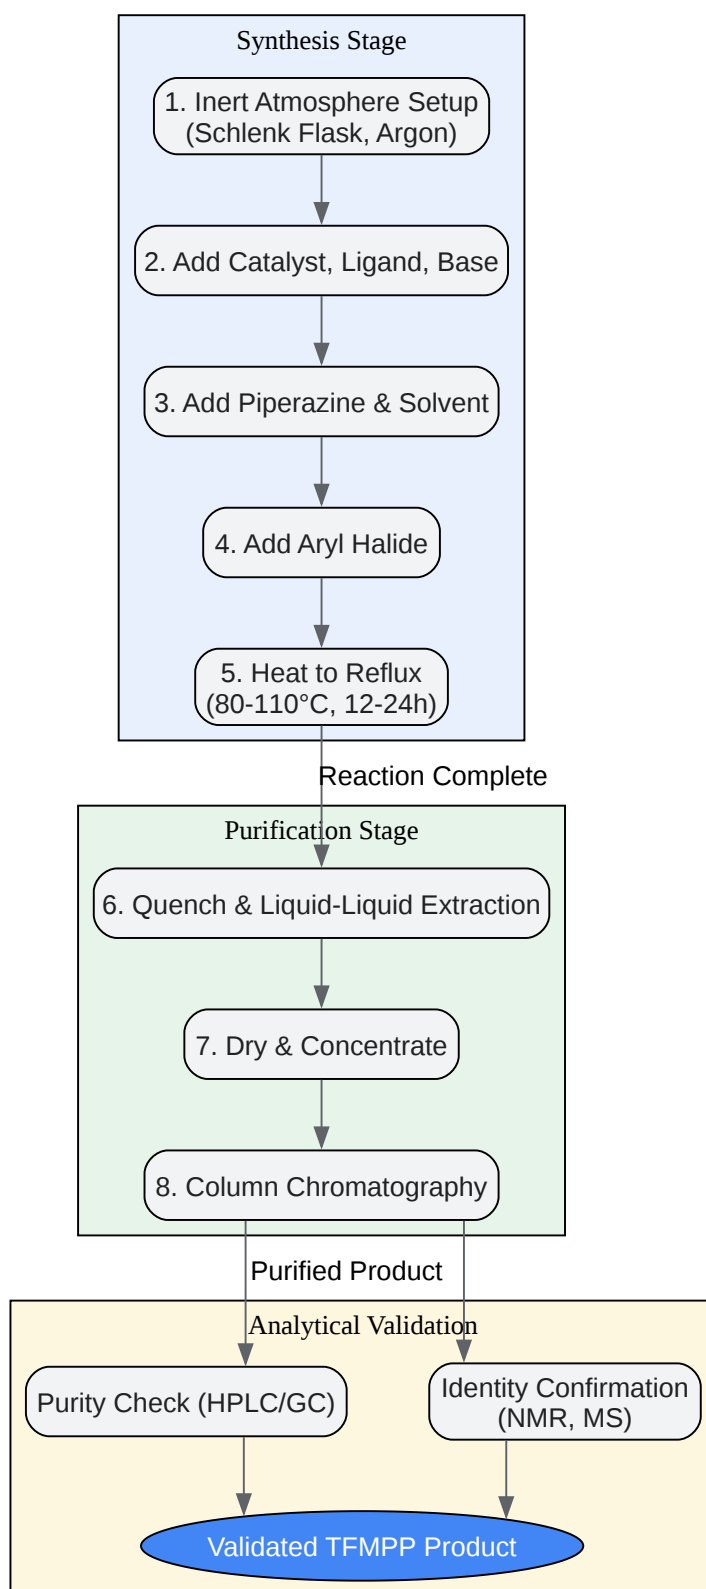 Synthesis Stage
1. Inert Atmosphere Setup
(Schlenk Flask, Argon)
2. Add Catalyst, Ligand, Base
3. Add Piperazine & Solvent
4. Add Aryl Halide
5. Heat to Reflux
(80-110°C, 12-24h)
Reaction Complete
Purification Stage
6. Quench & Liquid-Liquid Extraction
7. Dry & Concentrate
8. Column Chromatography
Purified Product
Analytical Validation
Purity Check (HPLC/GC)
Identity Confirmation
(NMR, MS)
Validated TFMPP Product